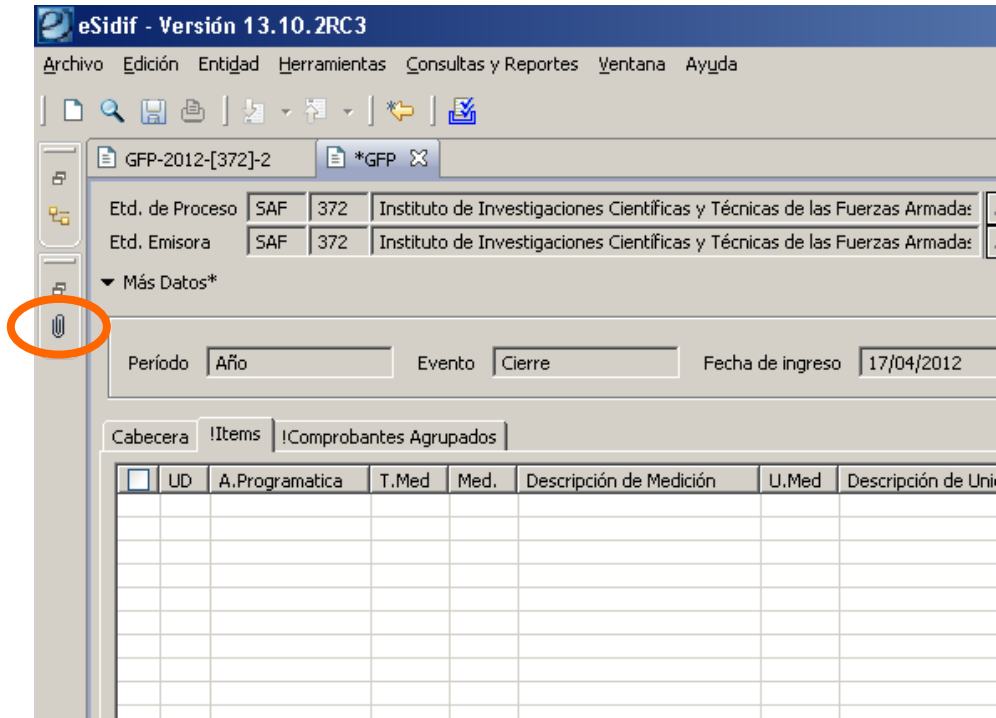 eSidif - Versión 13.10.2RC3
Archivo Edición Entidad Herramientas Consultas y Reportes Ventana Ayuda
GFP-2012-[372]-2 *GFP
Etd. de Proceso SAF 372 Instituto de Investigaciones Científicas y Técnicas de las Fuerzas Armadas
Etd. Emisora SAF 372 Instituto de Investigaciones Científicas y Técnicas de las Fuerzas Armadas
Más Datos*
Período Año Evento Cierre Fecha de ingreso 17/04/2012
Cabecera !Items !Comprobantes Agrupados
UD A.Programatica T.Med Med. Descripción de Medición U.Med Descripción de Uni